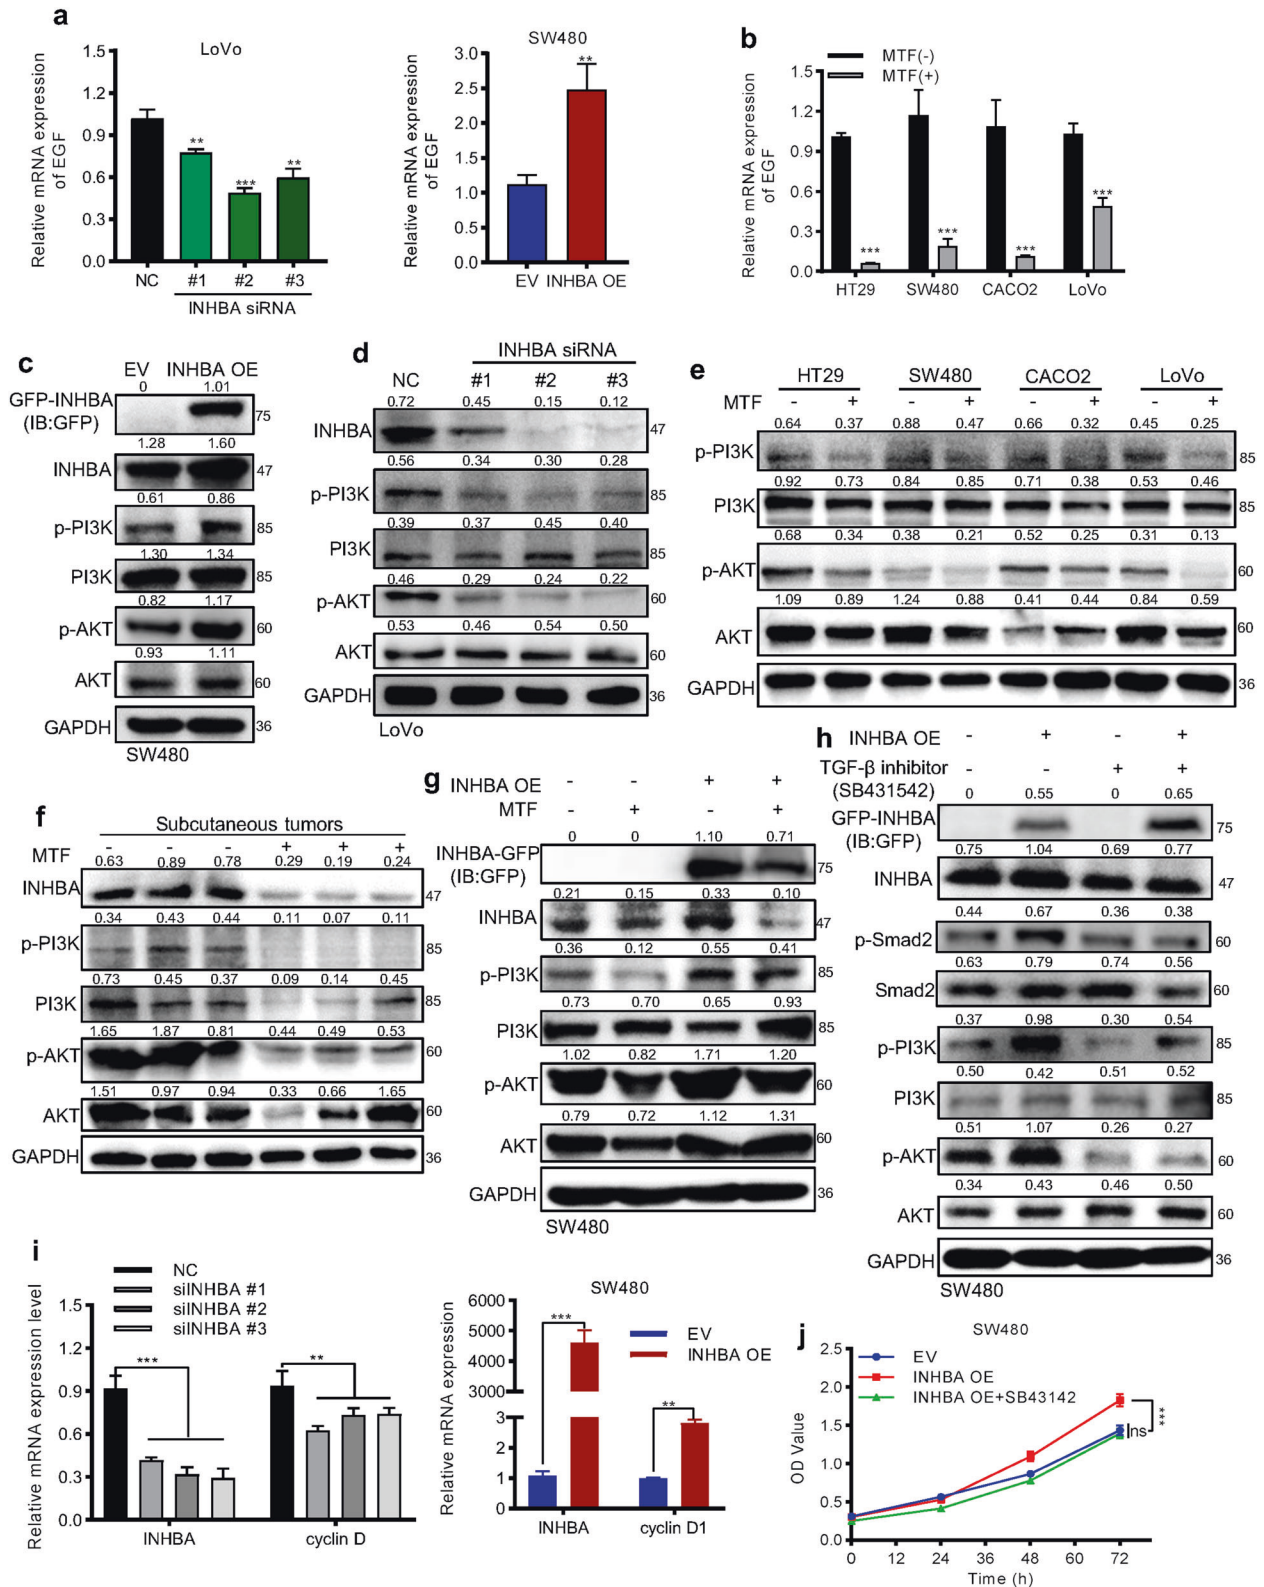 a
LoVo
Relative mRNA expression
of EGF
1.5
1.2
0.9
0.6
0.3
0.0
** *** **
NC #1 #2 #3
INHBA siRNA
SW480
Relative mRNA expression
of EGF
3.0
2.5
2.0
1.5
1.0
0.5
0.0
**
EV INHBA OE
b
MTF(-)
MTF(+)
Relative mRNA expression
of EGF
1.5
1.2
0.9
0.6
0.3
0.0
*** *** *** ***
HT29 SW480 CACO2 LoVo
c
EV INHBA OE
0 1.01
GFP-INHBA
(IB:GFP)
75
1.28 1.60
INHBA 47
0.61 0.86
p-PI3K 85
1.30 1.34
PI3K 85
0.82 1.17
p-AKT 60
0.93 1.11
AKT 60
GAPDH 36
SW480
d
INHBA siRNA
NC #1 #2 #3
0.72 0.45 0.15 0.12
INHBA 47
0.56 0.34 0.30 0.28
p-PI3K 85
0.39 0.37 0.45 0.40
PI3K 85
0.46 0.29 0.24 0.22
p-AKT 60
0.53 0.46 0.54 0.50
AKT 60
GAPDH 36
LoVo
e
HT29 SW480 CACO2 LoVo
MTF - + - + - + - +
0.64 0.37 0.88 0.47 0.66 0.32 0.45 0.25
p-PI3K 85
0.92 0.73 0.84 0.85 0.71 0.38 0.53 0.46
PI3K 85
0.68 0.34 0.38 0.21 0.52 0.25 0.31 0.13
p-AKT 60
1.09 0.89 1.24 0.88 0.41 0.44 0.84 0.59
AKT 60
GAPDH 36
f
Subcutaneous tumors
MTF - - - + + +
0.63 0.89 0.78 0.29 0.19 0.24
INHBA 47
0.34 0.43 0.44 0.11 0.07 0.11
p-PI3K 85
0.73 0.45 0.37 0.09 0.14 0.45
PI3K 85
1.65 1.87 0.81 0.44 0.49 0.53
p-AKT 60
1.51 0.97 0.94 0.33 0.66 1.65
AKT 60
GAPDH 36
g
INHBA OE - - + +
MTF - + - +
0 0 1.10 0.71
INHBA-GFP
(IB:GFP)
75
0.21 0.15 0.33 0.10
INHBA 47
0.36 0.12 0.55 0.41
p-PI3K 85
0.73 0.70 0.65 0.93
PI3K 85
1.02 0.82 1.71 1.20
p-AKT 60
0.79 0.72 1.12 1.31
AKT 60
GAPDH 36
SW480
h
INHBA OE - + - +
TGF-β inhibitor - - + +
(SB431542) 0 0.55 0 0.65
GFP-INHBA
(IB:GFP)
75
0.75 1.04 0.69 0.77
INHBA 47
0.44 0.67 0.36 0.38
p-Smad2 60
0.63 0.79 0.74 0.56
Smad2 60
0.37 0.98 0.30 0.54
p-PI3K 85
0.50 0.42 0.51 0.52
PI3K 85
0.51 1.07 0.26 0.27
p-AKT 60
0.34 0.43 0.46 0.50
AKT 60
GAPDH 36
SW480
i
NC
siINHBA #1
siINHBA #2
siINHBA #3
Relative mRNA expression level
1.5
1.2
0.9
0.6
0.3
0.0
*** **
INHBA cyclin D
SW480
EV
INHBA OE
Relative mRNA expression
6000
5000
4000
3000
3
2
1
0
*** **
INHBA cyclin D1
j
SW480
EV
INHBA OE
INHBA OE+SB43142
OD Value
2.5
2.0
1.5
1.0
0.5
0.0
ns
***
0 12 24 36 48 60 72
Time (h)